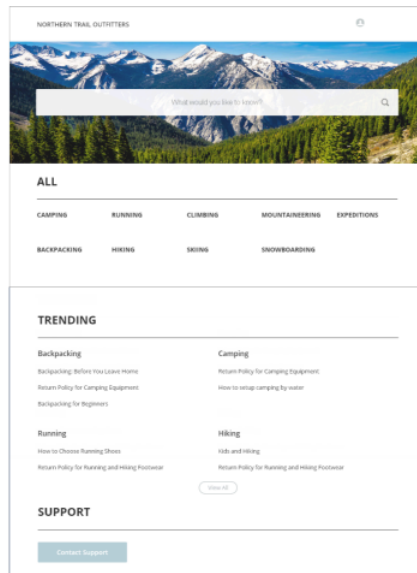 NORTHERN TRAIL OUTFITTERS
What would you like to know?
ALL
CAMPING RUNNING CLIMBING MOUNTAINEERING EXPEDITIONS
BACKPACKING HIKING SKIING SNOWBOARDING
TRENDING
Backpacking Camping
Backpacking: Before You Leave Home Return Policy for Camping Equipment
Return Policy for Camping Equipment How to setup camping by water
Backpacking for Beginners
Running Hiking
How to Choose Running Shoes Kids and Hiking
Return Policy for Running and Hiking Footwear Return Policy for Running and Hiking Footwear
View All
SUPPORT
Contact Support